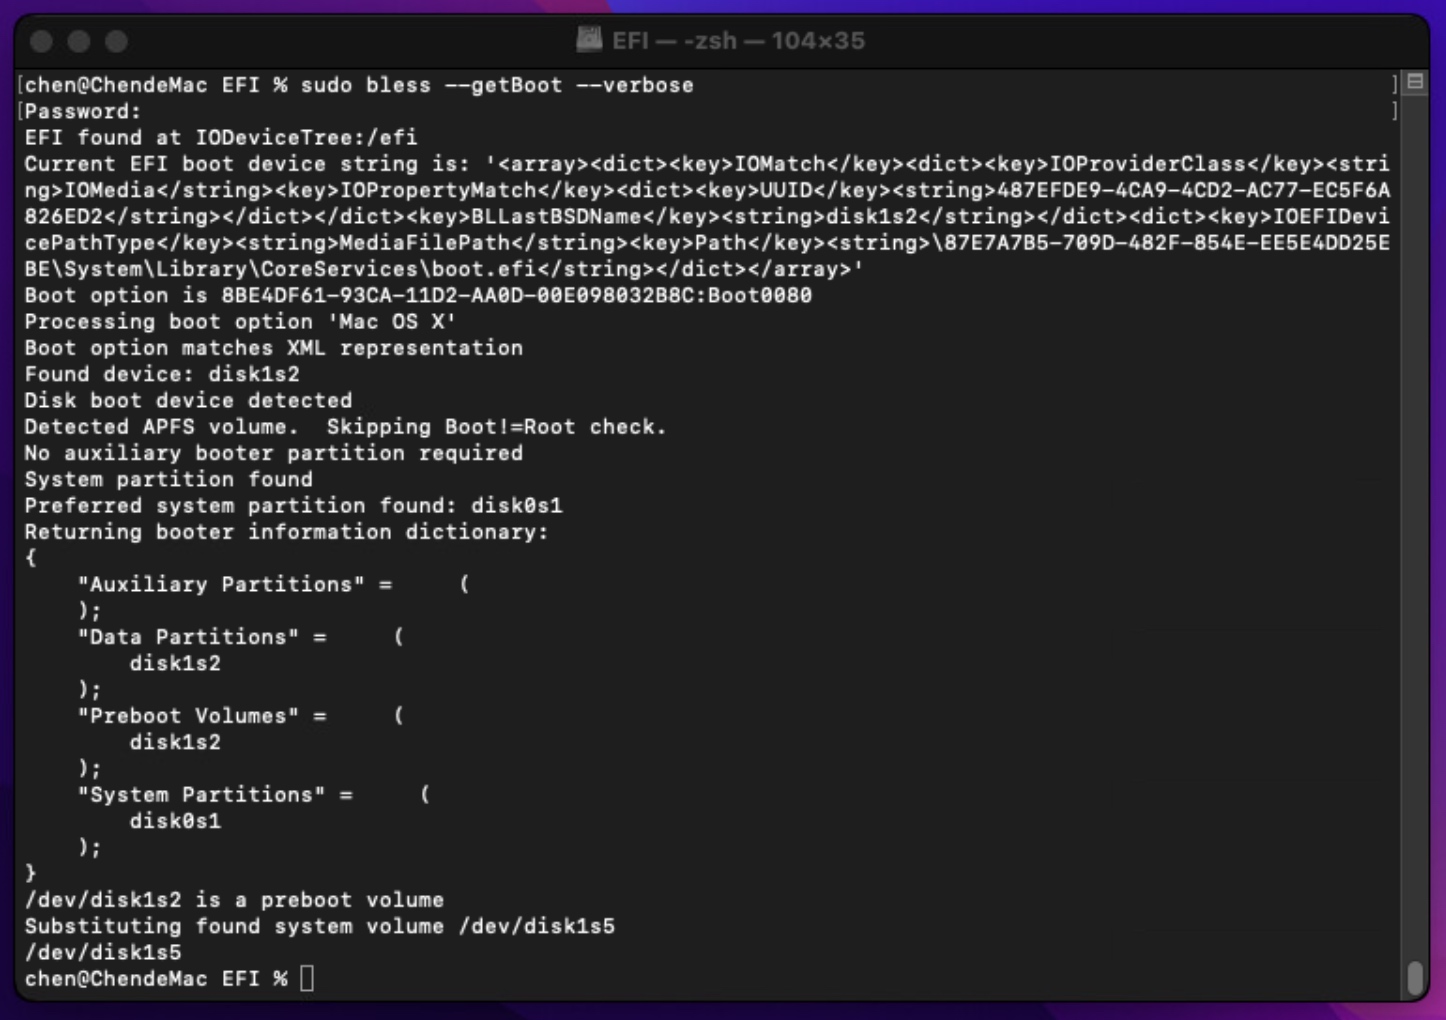 EFI — -zsh — 104×35
[chen@ChendeMac EFI % sudo bless --getBoot --verbose ]
[Password: ]
EFI found at IODeviceTree:/efi
Current EFI boot device string is: '<array><dict><key>IOMatch</key><dict><key>IOProviderClass</key><stri
ng>IOMedia</string><key>IOPropertyMatch</key><dict><key>UUID</key><string>487EFDE9-4CA9-4CD2-AC77-EC5F6A
826ED2</string></dict></dict><key>BLLastBSDName</key><string>disk1s2</string></dict><dict><key>IOEFIDevi
cePathType</key><string>MediaFilePath</string><key>Path</key><string>\87E7A7B5-709D-482F-854E-EE5E4DD25E
BE\System\Library\CoreServices\boot.efi</string></dict></array>'
Boot option is 8BE4DF61-93CA-11D2-AA0D-00E098032B8C:Boot0080
Processing boot option 'Mac OS X'
Boot option matches XML representation
Found device: disk1s2
Disk boot device detected
Detected APFS volume.  Skipping Boot!=Root check.
No auxiliary booter partition required
System partition found
Preferred system partition found: disk0s1
Returning booter information dictionary:
{
    "Auxiliary Partitions" =     (
    );
    "Data Partitions" =     (
        disk1s2
    );
    "Preboot Volumes" =     (
        disk1s2
    );
    "System Partitions" =     (
        disk0s1
    );
}
/dev/disk1s2 is a preboot volume
Substituting found system volume /dev/disk1s5
/dev/disk1s5
chen@ChendeMac EFI %